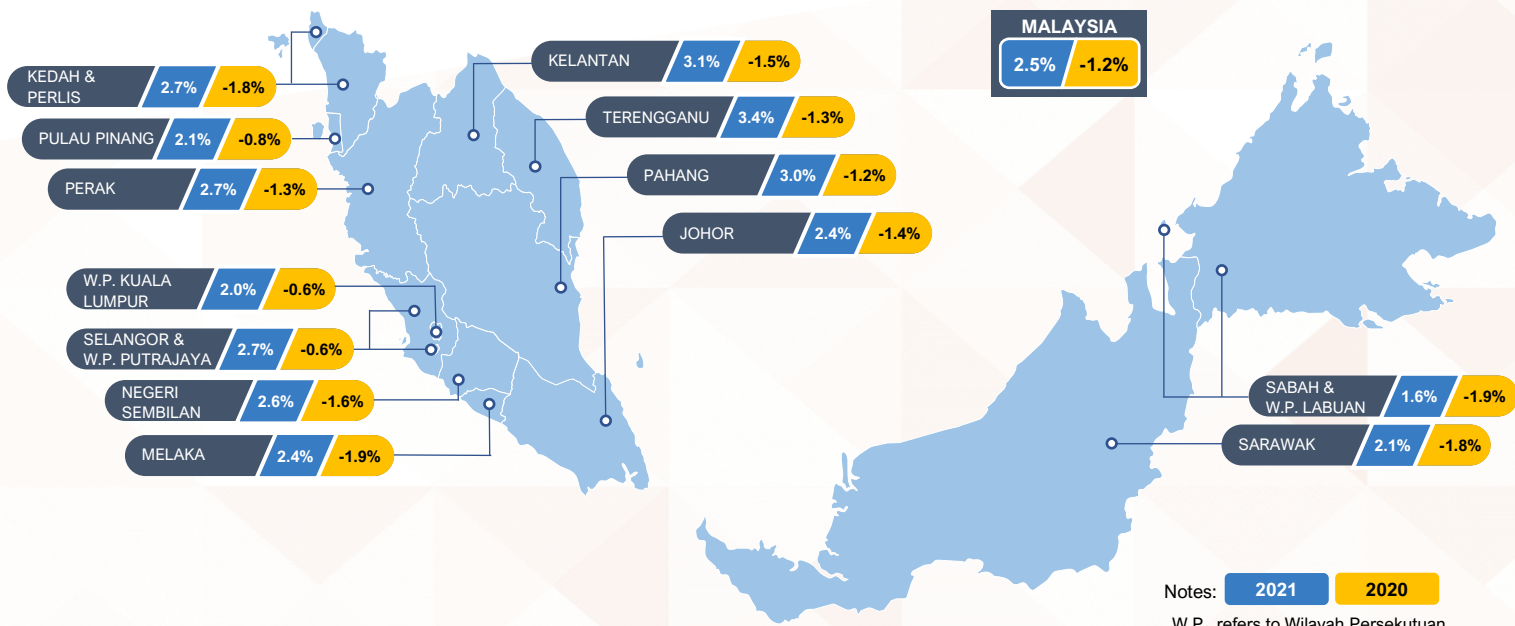 MALAYSIA
2.5% -1.2%
KEDAH &
PERLIS
2.7% -1.8%
PULAU PINANG 2.1% -0.8%
PERAK 2.7% -1.3%
W.P. KUALA
LUMPUR
2.0% -0.6%
SELANGOR &
W.P. PUTRAJAYA
2.7% -0.6%
NEGERI
SEMBILAN
2.6% -1.6%
MELAKA 2.4% -1.9%
KELANTAN 3.1% -1.5%
TERENGGANU 3.4% -1.3%
PAHANG 3.0% -1.2%
JOHOR 2.4% -1.4%
SABAH &
W.P. LABUAN
1.6% -1.9%
SARAWAK 2.1% -1.8%
Notes: 2021 2020
W.P. refers to Wilayah Persekutuan